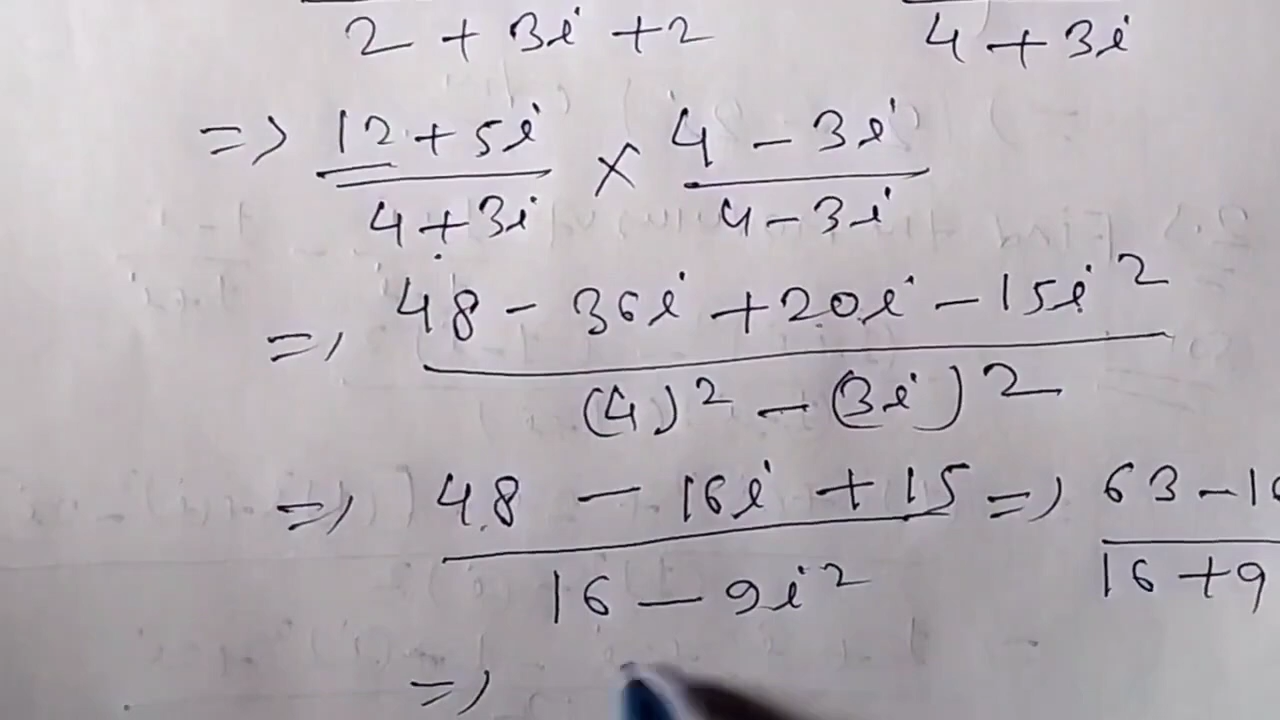 2 + 3i + 2 4 + 3i
=> 12 + 5i × 4 - 3i
4 + 3i 4 - 3i
=> 48 - 36i + 20i - 15i²
(4)² - (3i)²
=> 48 - 16i + 15 => 63 - 16
16 - 9i² 16 + 9
=>